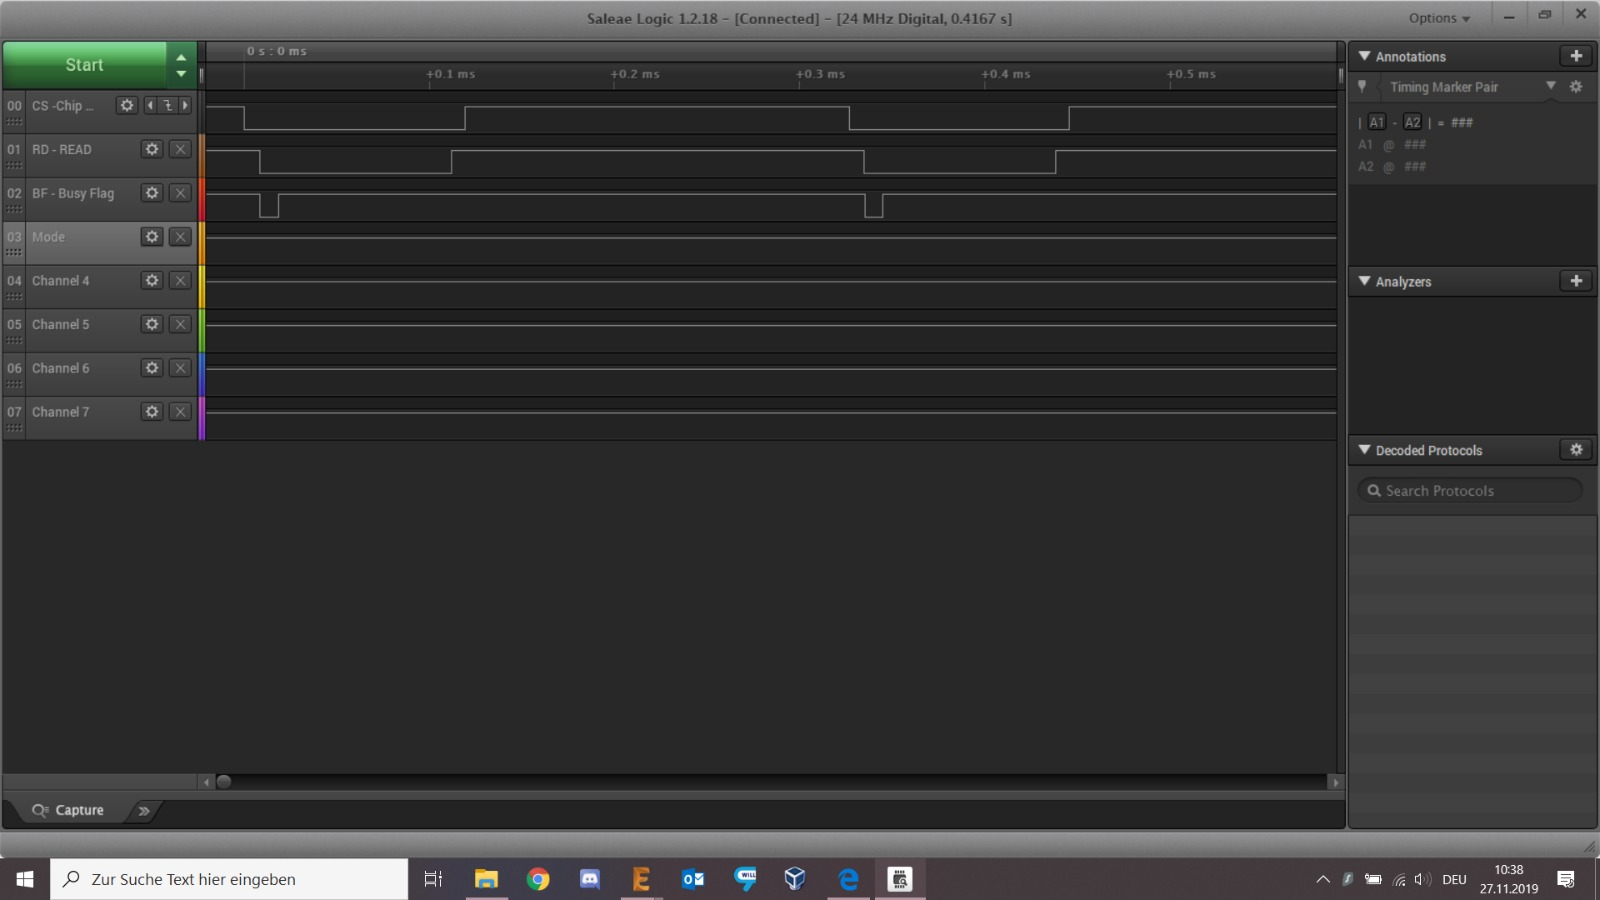 Saleae Logic 1.2.18 - [Connected] - [24 MHz Digital, 0.4167 s]
Options
Start
0 s : 0 ms
+0.1 ms +0.2 ms +0.3 ms +0.4 ms +0.5 ms
00 CS -Chip ...
01 RD - READ
02 BF - Busy Flag
03 Mode
04 Channel 4
05 Channel 5
06 Channel 6
07 Channel 7
Annotations
Timing Marker Pair
| A1 - A2 | = ###
A1 @ ###
A2 @ ###
Analyzers
Decoded Protocols
Search Protocols
Capture
Zur Suche Text hier eingeben
WILL
DEU
10:38
27.11.2019